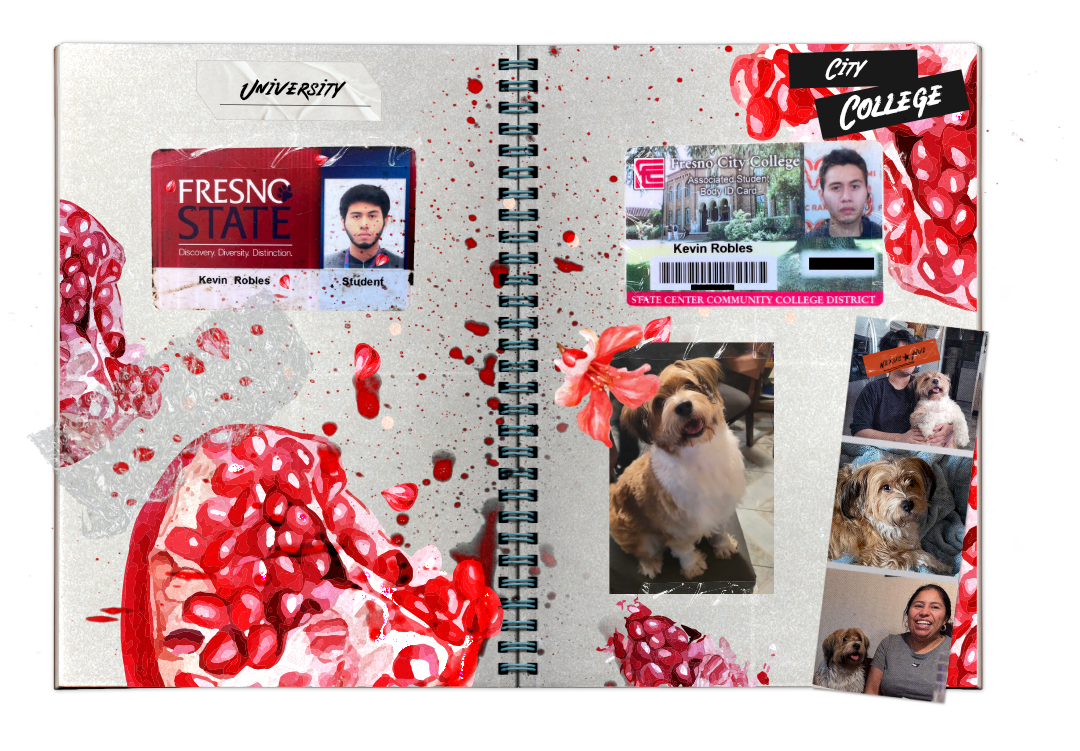 University
FRESNO
STATE
Discovery. Diversity. Distinction.
Kevin Robles
Student
City
College
Fresno City College
Associated Student
Body ID Card
Kevin Robles
STATE CENTER COMMUNITY COLLEGE DISTRICT